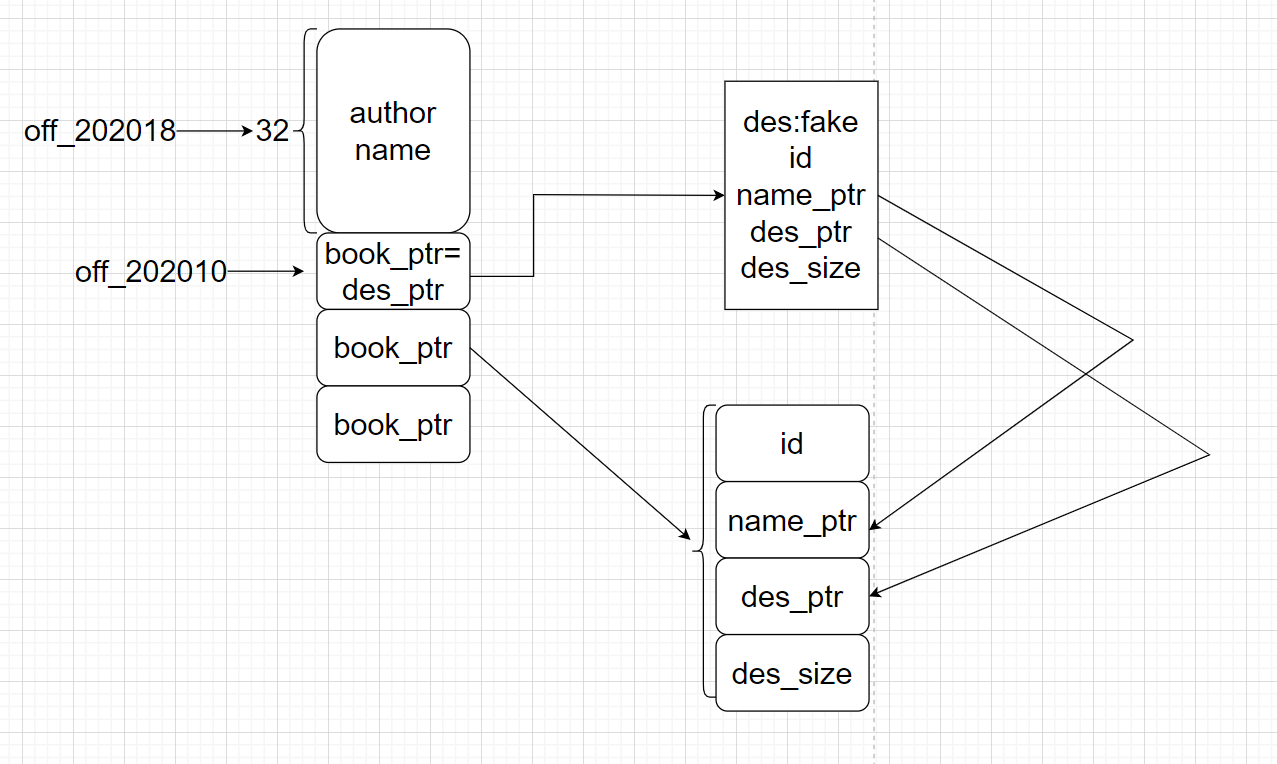 author
name
off_202018
32
book_ptr=
des_ptr
off_202010
book_ptr
book_ptr
des:fake
id
name_ptr
des_ptr
des_size
id
name_ptr
des_ptr
des_size